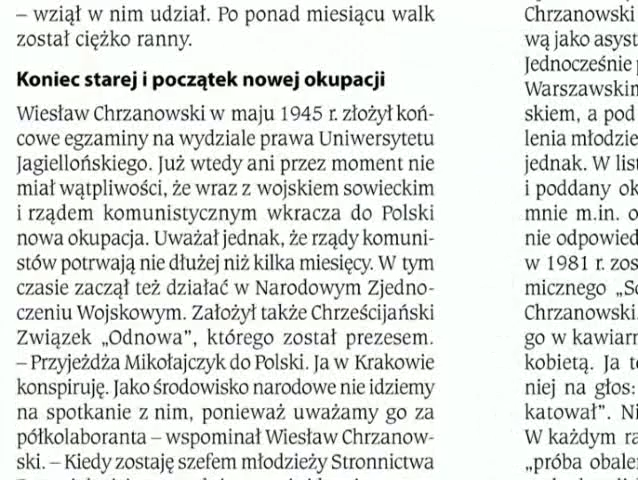 – wziął w nim udział. Po ponad miesiącu walk
został ciężko ranny.
Koniec starej i początek nowej okupacji
Wiesław Chrzanowski w maju 1945 r. złożył koń-
cowe egzaminy na wydziale prawa Uniwersytetu
Jagiellońskiego. Już wtedy ani przez moment nie
miał wątpliwości, że wraz z wojskiem sowieckim
i rządem komunistycznym wkracza do Polski
nowa okupacja. Uważał jednak, że rządy komuni-
stów potrwają nie dłużej niż kilka miesięcy. W tym
czasie zaczął też działać w Narodowym Zjedno-
czeniu Wojskowym. Założył także Chrześcijański
Związek „Odnowa”, którego został prezesem.
– Przyjeżdża Mikołajczyk do Polski. Ja w Krakowie
konspiruję. Jako środowisko narodowe nie idziemy
na spotkanie z nim, ponieważ uważamy go za
półkolaboranta – wspominał Wiesław Chrzanow-
ski. – Kiedy zostaję szefem młodzieży Stronnictwa
Chrzanowski
wą jako asyst
Jednocześnie
Warszawskim
skiem, a pod
lenia młodzie
jednak. W list
i poddany ok
mnie m.in. o
nie odpowied
w 1981 r. zos
micznego „So
Chrzanowski.
go w kawiarn
kobietą. Ja to
niej na głos:
katował”. Ni
W każdym ra
„próba obale